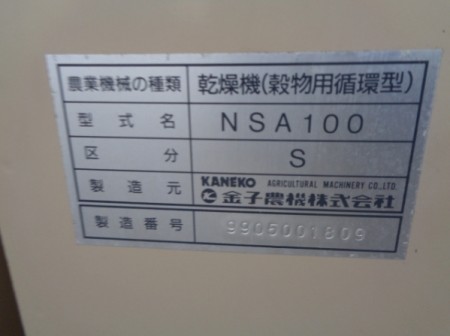 農業機械の種類 乾燥機(穀物用循環型)
型式名 NSA100
区分 S
製造元 KANEKO AGRICULTURAL MACHINERY CO.,LTD.
金子農機株式会社
製造番号 9905001809